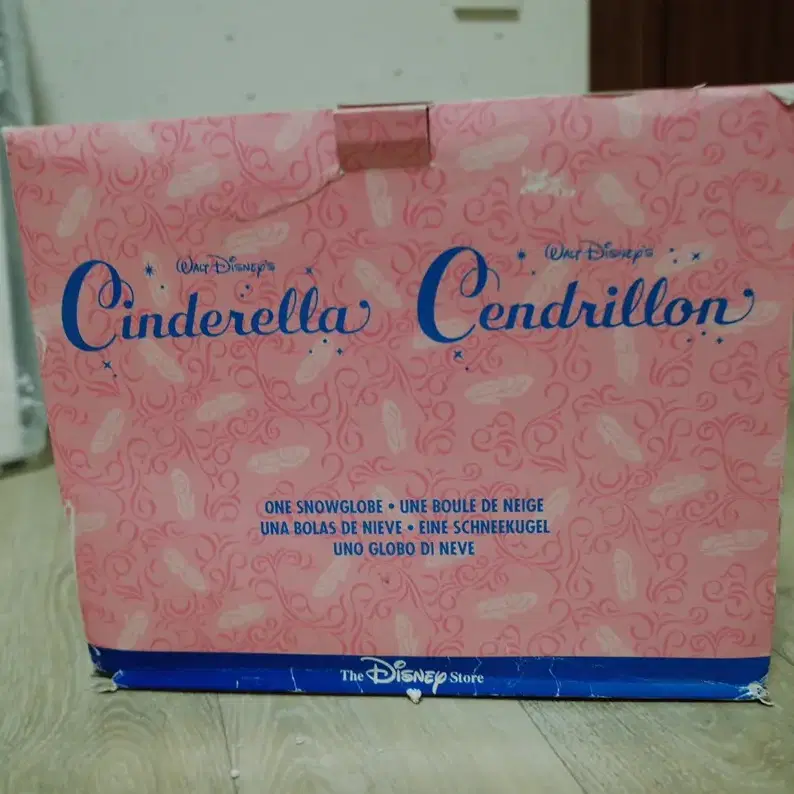 WALT DISNEY'S
Cinderella
WALT DISNEY'S
Cendrillon
ONE SNOWGLOBE • UNE BOULE DE NEIGE
UNA BOLAS DE NIEVE • EINE SCHNEEKUGEL
UNO GLOBO DI NEVE
The Disney Store